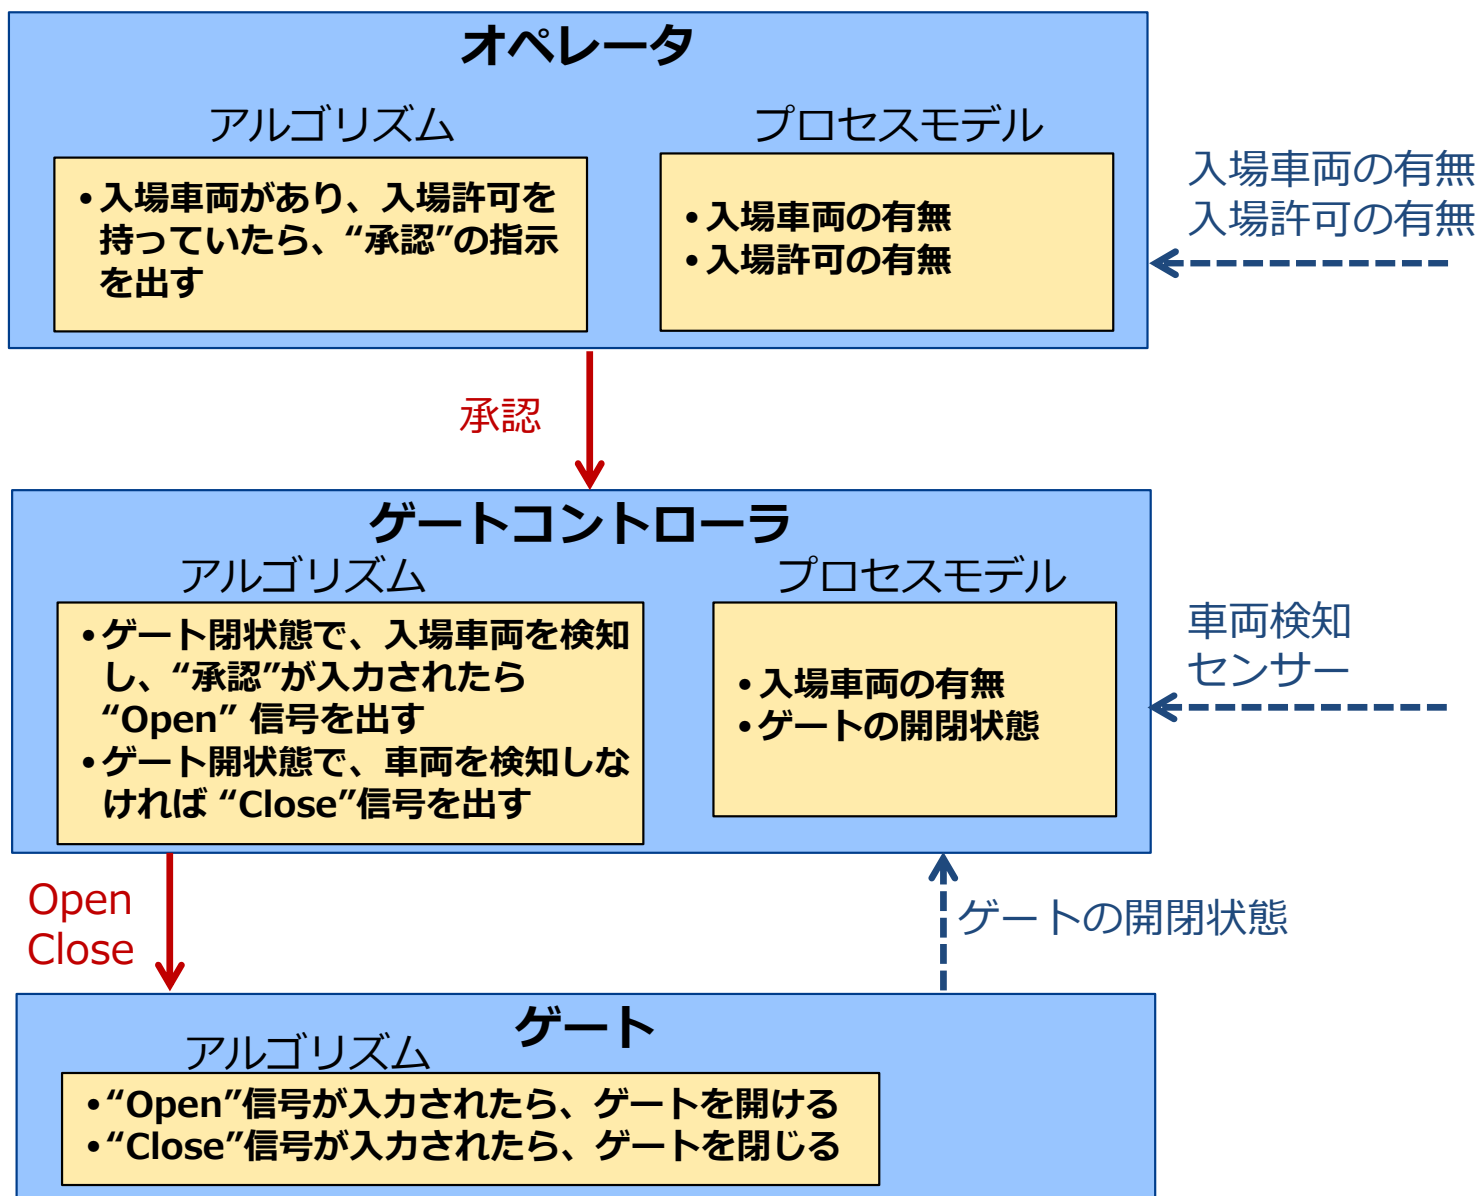 オペレータ
アルゴリズム
プロセスモデル
•入場車両があり、入場許可を
持っていたら、“承認”の指示
を出す
•入場車両の有無
•入場許可の有無
入場車両の有無
入場許可の有無
承認
ゲートコントローラ
アルゴリズム
プロセスモデル
•ゲート閉状態で、入場車両を検知
し、“承認”が入力されたら
“Open” 信号を出す
•ゲート開状態で、車両を検知しな
ければ “Close”信号を出す
•入場車両の有無
•ゲートの開閉状態
車両検知
センサー
Open
Close
ゲートの開閉状態
ゲート
アルゴリズム
•“Open”信号が入力されたら、ゲートを開ける
•“Close”信号が入力されたら、ゲートを閉じる